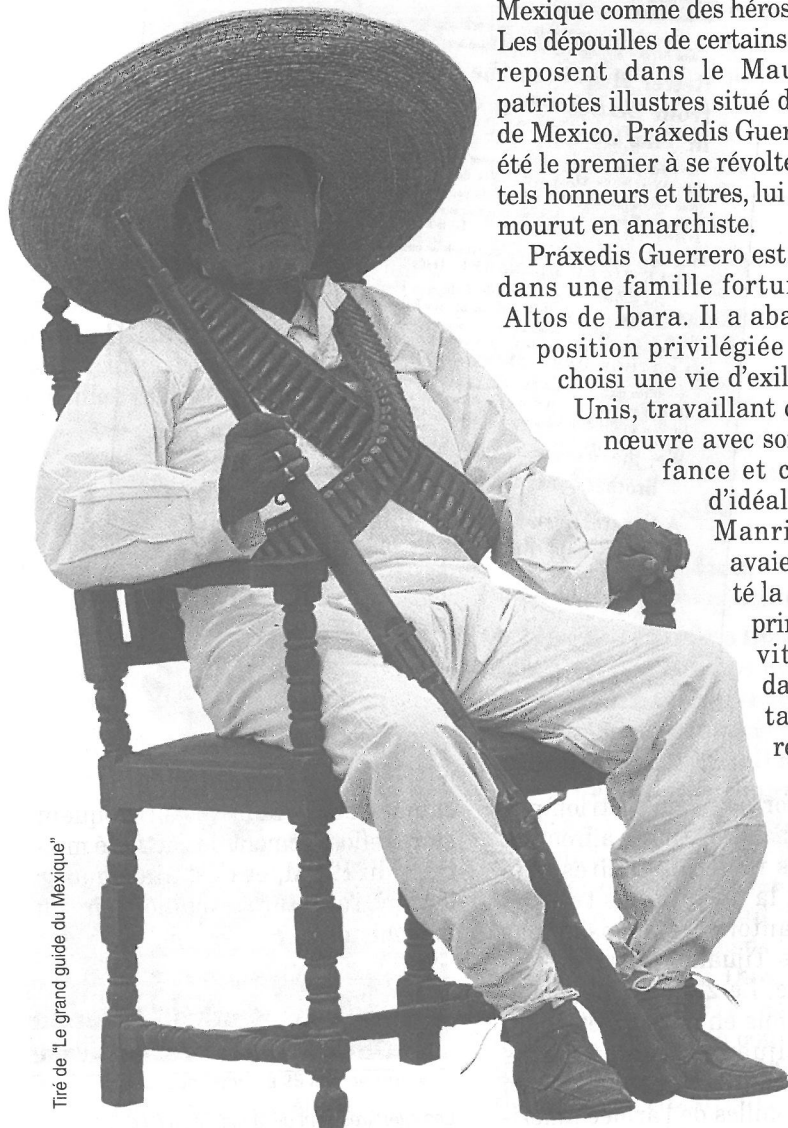 Mexique comme des héros
Les dépouilles de certains
reposent dans le Mau
patriotes illustres situé d
de Mexico. Práxedis Guer
été le premier à se révolte
tels honneurs et titres, lui
mourut en anarchiste.
Práxedis Guerrero est
dans une famille fortu
Altos de Ibara. Il a aba
position privilégiée
choisi une vie d'exil
Unis, travaillant
nœuvre avec so
fance et c
d'idéal
Manri
avaie
té la
pri
vit
da
ta
r
Tiré de "Le grand guide du Mexique"